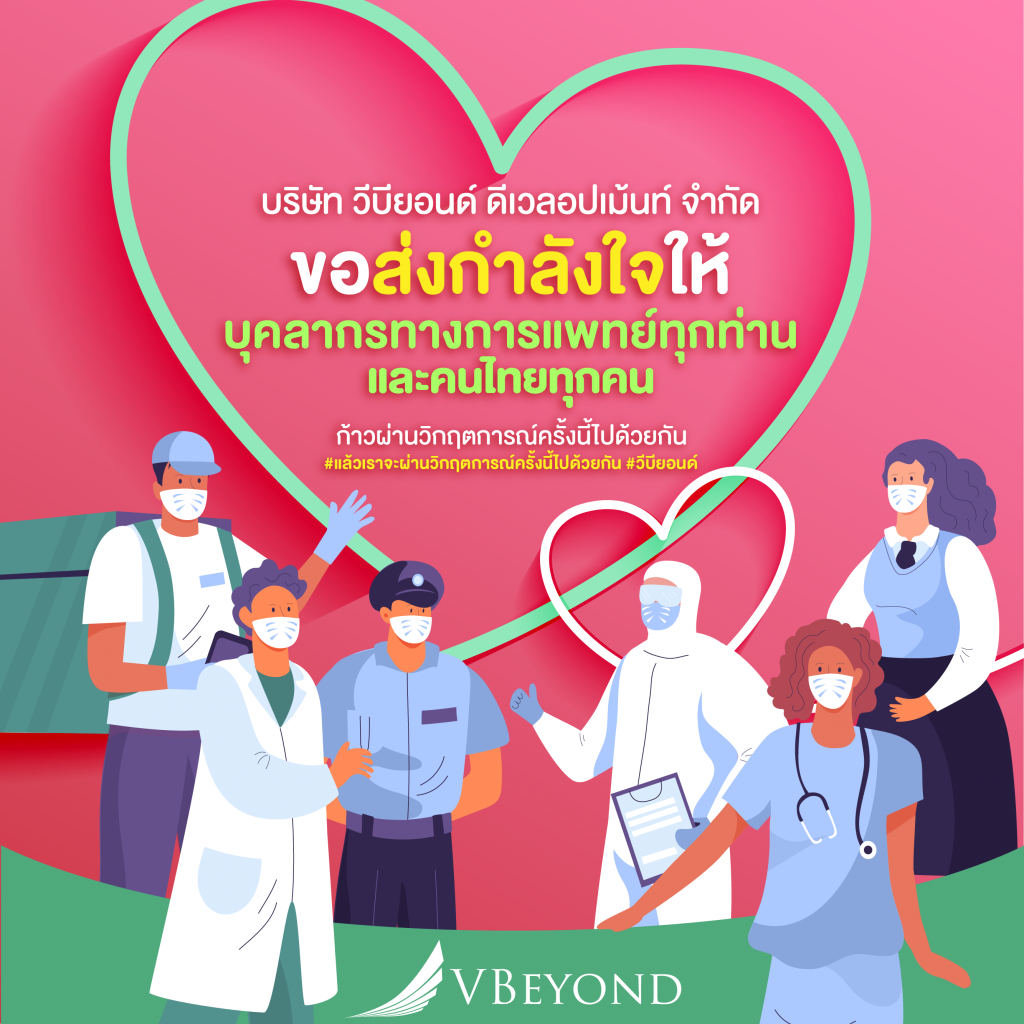 บริษัท วีบียอนด์ ดีเวลอปเม้นท์ จำกัด
ขอส่งกำลังใจให้
บุคลากรทางการแพทย์ทุกท่าน
และคนไทยทุกคน
ก้าวผ่านวิกฤตการณ์ครั้งนี้ไปด้วยกัน
#แล้วเราจะผ่านวิกฤตการณ์ครั้งนี้ไปด้วยกัน #วีบียอนด์
VBEYOND